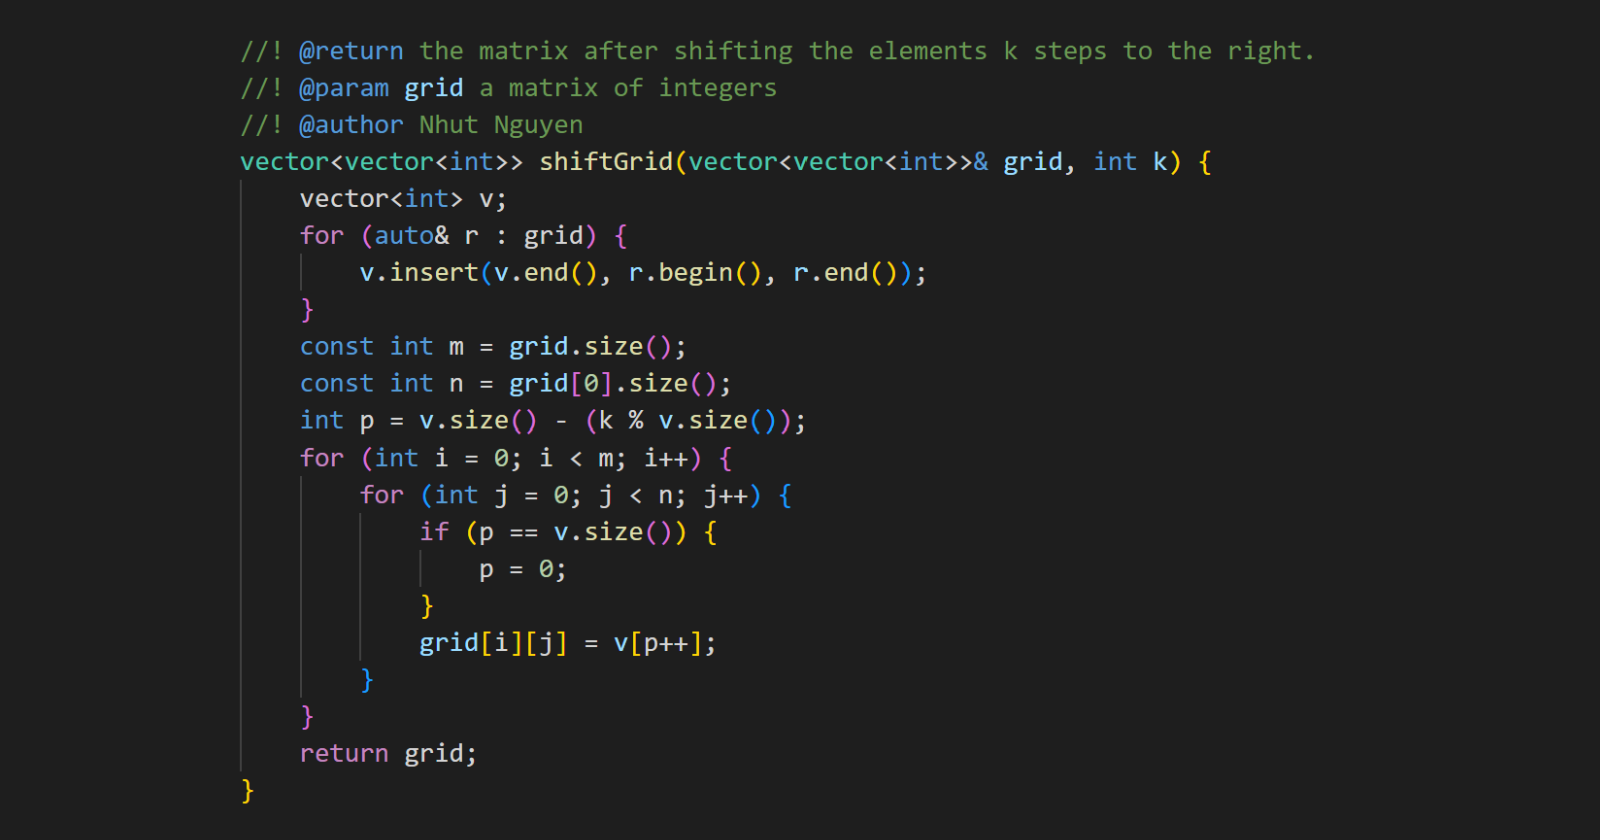 //! @return the matrix after shifting the elements k steps to the right.
//! @param grid a matrix of integers
//! @author Nhut Nguyen
vector<vector<int>> shiftGrid(vector<vector<int>>& grid, int k) {
    vector<int> v;
    for (auto& r : grid) {
        v.insert(v.end(), r.begin(), r.end());
    }
    const int m = grid.size();
    const int n = grid[0].size();
    int p = v.size() - (k % v.size());
    for (int i = 0; i < m; i++) {
        for (int j = 0; j < n; j++) {
            if (p == v.size()) {
                p = 0;
            }
            grid[i][j] = v[p++];
        }
    }
    return grid;
}